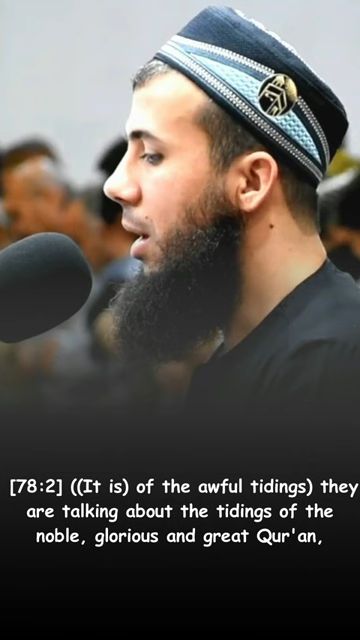 [78:2] ((It is) of the awful tidings) they
are talking about the tidings of the
noble, glorious and great Qur'an,